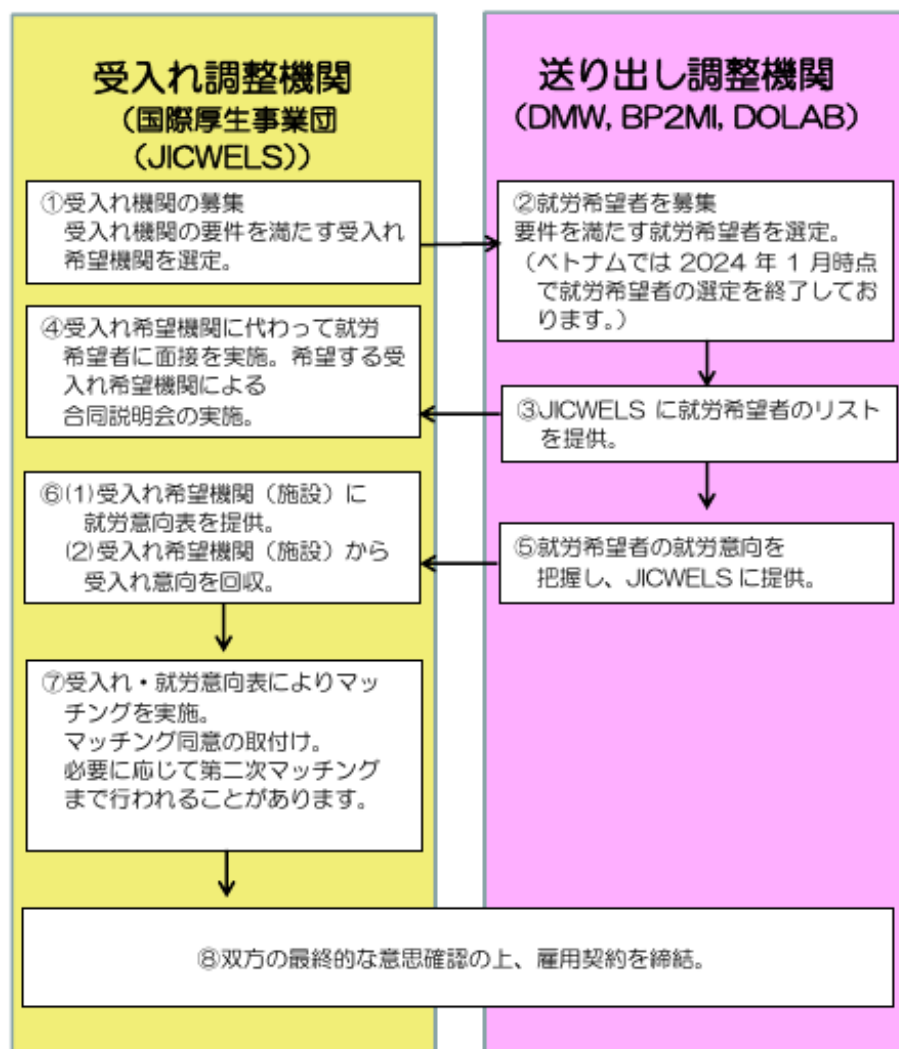 受入れ調整機関
（国際厚生事業団
（JICWELS））
送り出し調整機関
（DMW, BP2MI, DOLAB）
①受入れ機関の募集
受入れ機関の要件を満たす受入れ
希望機関を選定。
②就労希望者を募集
要件を満たす就労希望者を選定。
（ベトナムでは 2024 年 1 月時点
で就労希望者の選定を終了してお
ります。）
③JICWELS に就労希望者のリスト
を提供。
④受入れ希望機関に代わって就労
希望者に面接を実施。希望する受
入れ希望機関による
合同説明会の実施。
⑤就労希望者の就労意向を
把握し、JICWELS に提供。
⑥(1)受入れ希望機関（施設）に
就労意向表を提供。
(2)受入れ希望機関（施設）から
受入れ意向を回収。
⑦受入れ・就労意向表によりマッ
チングを実施。
マッチング同意の取付け。
必要に応じて第二次マッチング
まで行われることがあります。
⑧双方の最終的な意思確認の上、雇用契約を締結。